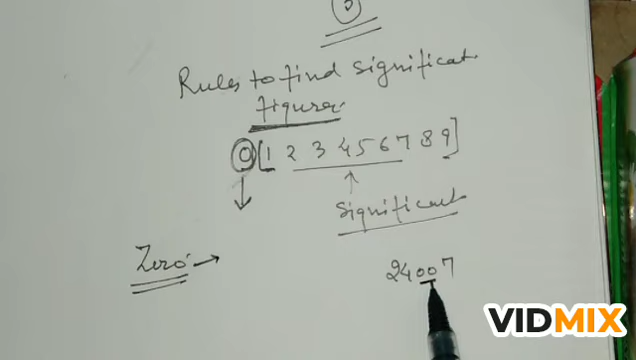 3
Rules to find significat
figures
0 [1 2 3 4 5 6 7 8 9]
significant
Zero →
24007
VIDMIX